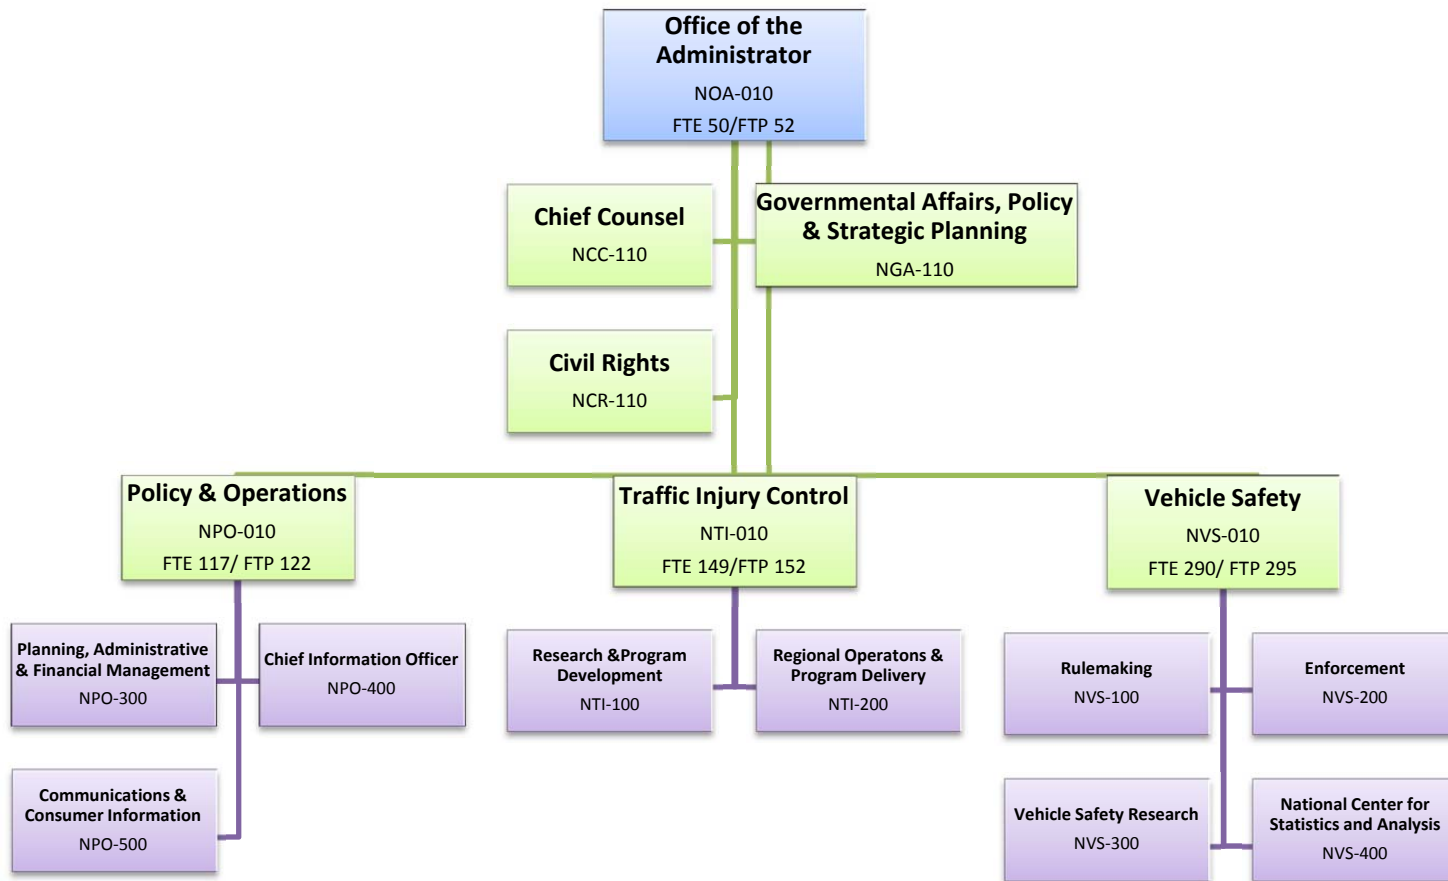 Office of the
Administrator
NOA-010
FTE 50/FTP 52
Chief Counsel
NCC-110
Governmental Affairs, Policy
& Strategic Planning
NGA-110
Civil Rights
NCR-110
Policy & Operations
NPO-010
FTE 117/ FTP 122
Traffic Injury Control
NTI-010
FTE 149/FTP 152
Vehicle Safety
NVS-010
FTE 290/ FTP 295
Planning, Administrative
& Financial Management
NPO-300
Chief Information Officer
NPO-400
Research &Program
Development
NTI-100
Regional Operatons &
Program Delivery
NTI-200
Rulemaking
NVS-100
Enforcement
NVS-200
Communications &
Consumer Information
NPO-500
Vehicle Safety Research
NVS-300
National Center for
Statistics and Analysis
NVS-400